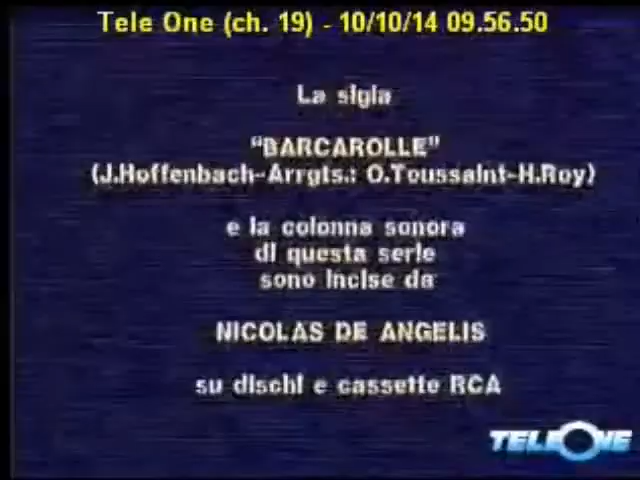 Tele One (ch. 19) - 10/10/14 09.56.50
La sigla
“BARCAROLLE”
(J.Hoffenbach-Arrgts.: O.Toussaint-H.Roy)
e la colonna sonora
di questa serie
sono incise da
NICOLAS DE ANGELIS
su dischi e cassette RCA
TELEONE